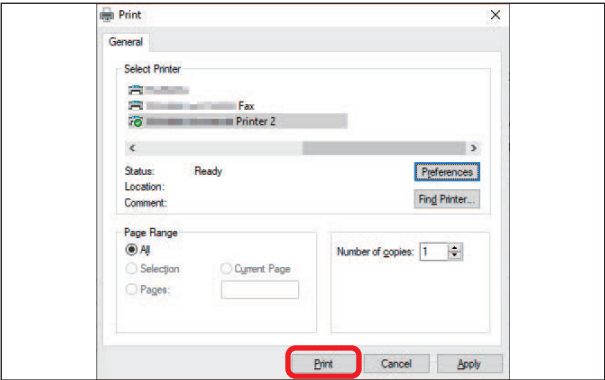 Print
General
Select Printer
Fax
Printer 2
Status: Ready
Preferences
Location:
Comment:
Find Printer...
Page Range
All
Selection
Current Page
Pages:
Number of copies: 1
Print
Cancel
Apply